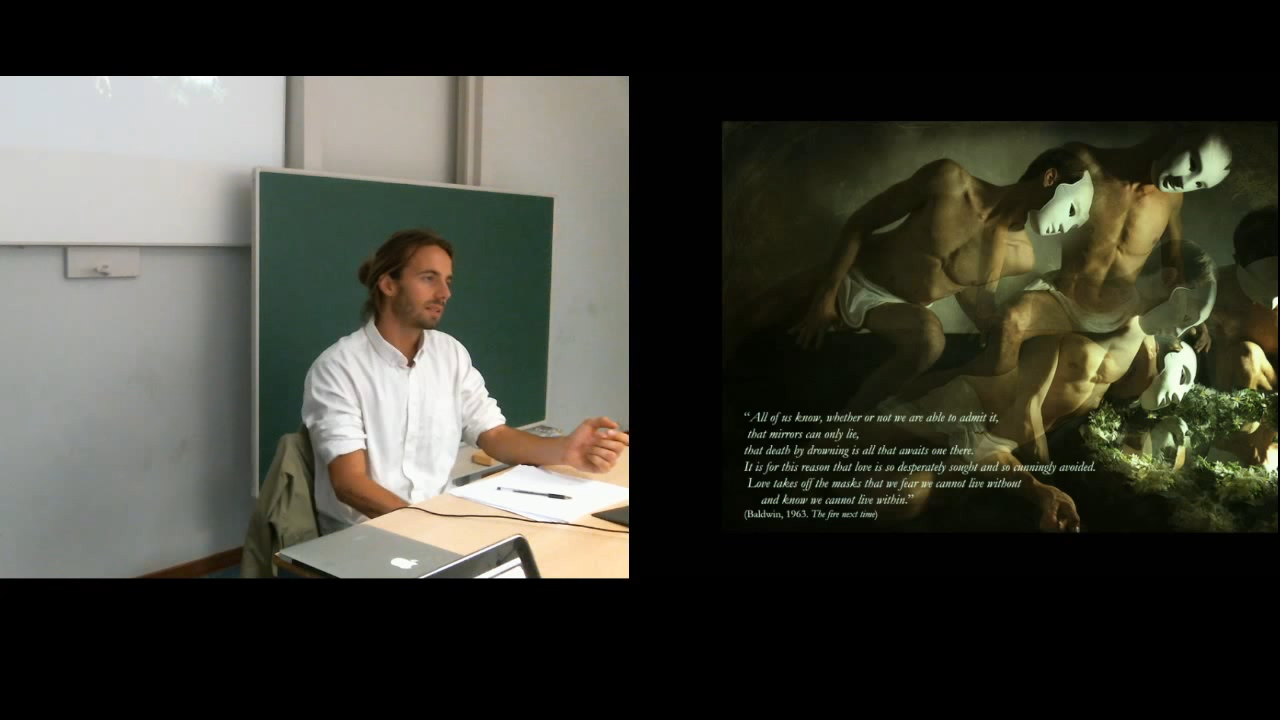 “All of us know, whether or not we are able to admit it,
that mirrors can only lie,
that death by drowning is all that awaits one there.
It is for this reason that love is so desperately sought and so cunningly avoided.
Love takes off the masks that we fear we cannot live without
and know we cannot live within.”
(Baldwin, 1963. The fire next time)